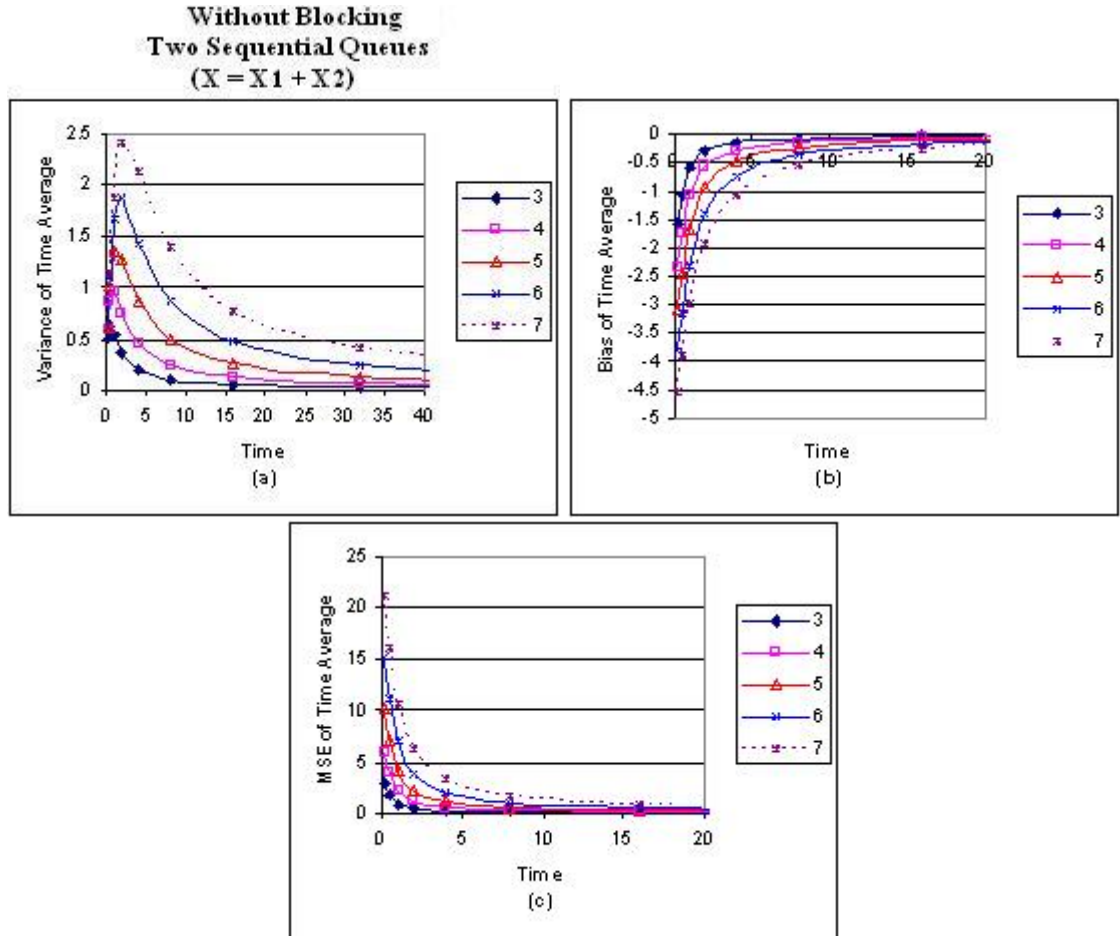 Without Blocking
Two Sequential Queues
(X = X1 + X2)
Variance of Time Average
2.5
2
1.5
1
0.5
0
0 5 10 15 20 25 30 35 40
Time
(a)
3
4
5
6
7
Bias of Time Average
0
-0.5
-1
-1.5
-2
-2.5
-3
-3.5
-4
-4.5
-5
5 10 15 20
Time
(b)
3
4
5
6
7
MSE of Time Average
25
20
15
10
5
0
0 5 10 15 20
Time
(c)
3
4
5
6
7